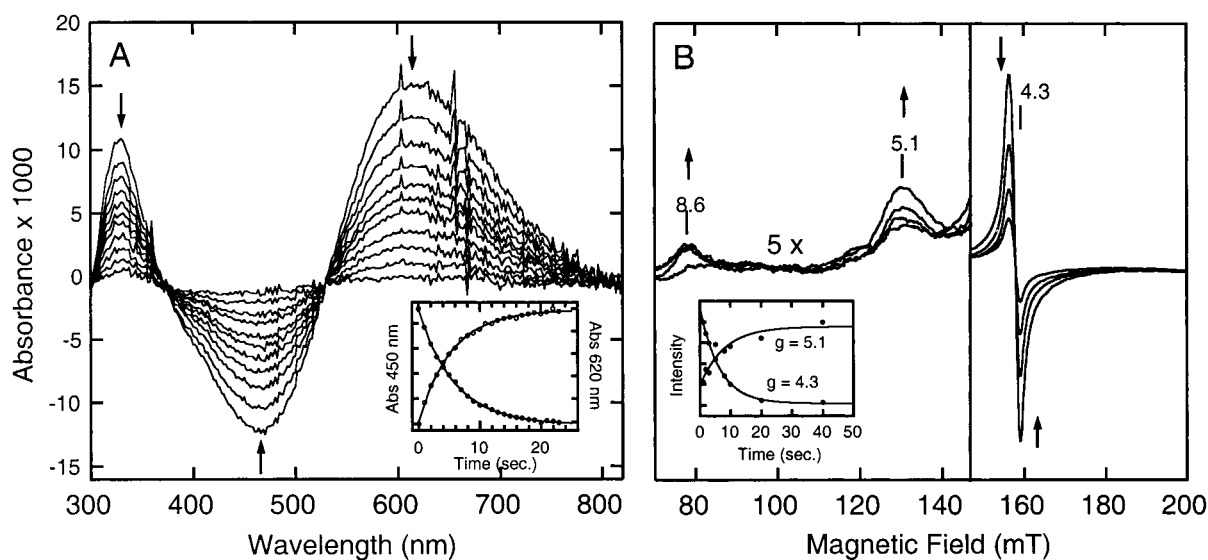 A
Absorbance x 1000
20
15
10
5
0
-5
-10
-15
300 400 500 600 700 800
Wavelength (nm)
Abs 450 nm
Abs 620 nm
0 10 20
Time (sec.)
B
8.6
5 x
5.1
4.3
Intensity
g = 5.1
g = 4.3
0 10 20 30 40 50
Time (sec.)
80 100 120 140 160 180 200
Magnetic Field (mT)